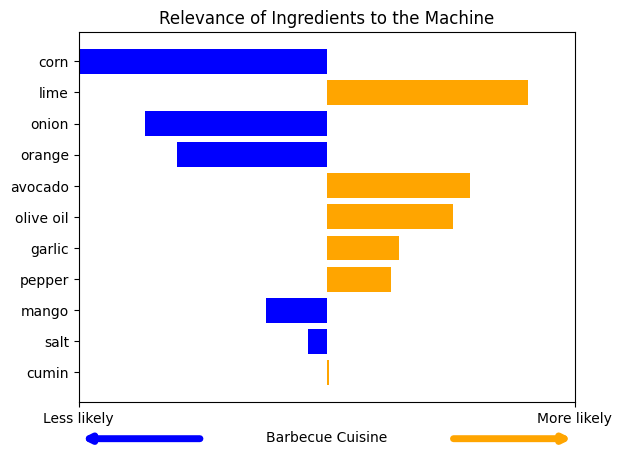 Relevance of Ingredients to the Machine
corn
lime
onion
orange
avocado
olive oil
garlic
pepper
mango
salt
cumin
Less likely
More likely
Barbecue Cuisine